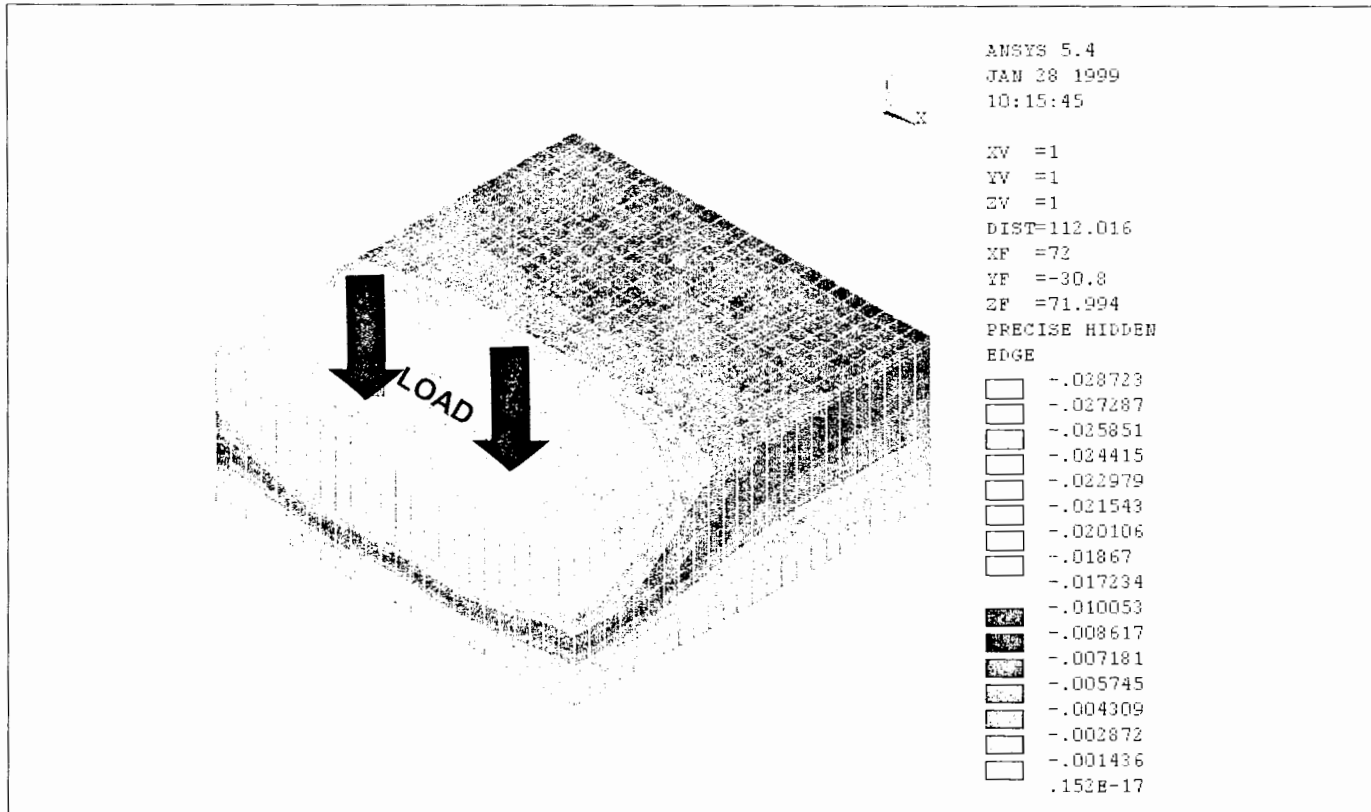 ANSYS 5.4
JAN 28 1999
10:15:45
X
XV =1
YV =1
ZV =1
DIST=112.016
XF =72
YF =-30.8
ZF =71.994
PRECISE HIDDEN
EDGE
-.028723
-.027287
-.025851
-.024415
-.022979
-.021543
-.020106
-.01867
-.017234
-.010053
-.008617
-.007181
-.005745
-.004309
-.002872
-.001436
.152E-17
LOAD